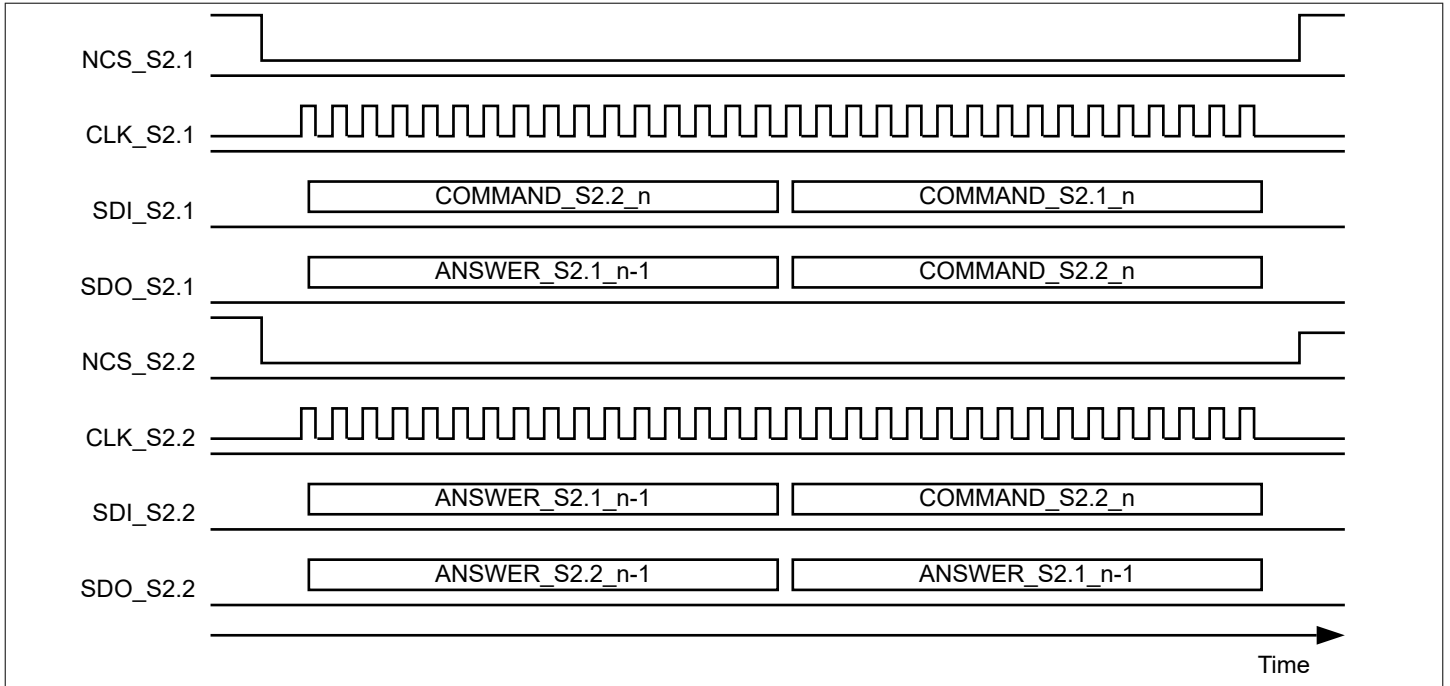 NCS_S2.1
CLK_S2.1
SDI_S2.1 COMMAND_S2.2_n COMMAND_S2.1_n
SDO_S2.1 ANSWER_S2.1_n-1 COMMAND_S2.2_n
NCS_S2.2
CLK_S2.2
SDI_S2.2 ANSWER_S2.1_n-1 COMMAND_S2.2_n
SDO_S2.2 ANSWER_S2.2_n-1 ANSWER_S2.1_n-1
Time